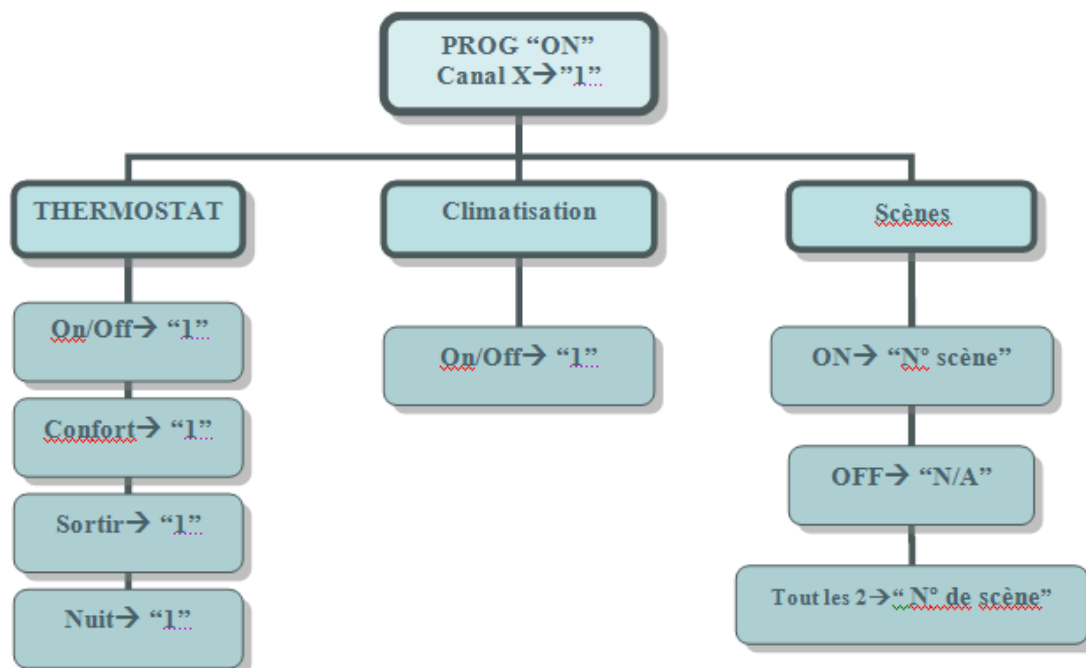 PROG “ON”
Canal X→”1”
THERMOSTAT
Climatisation
Scènes
On/Off→ “1”
Confort→ “1”
Sortir→ “1”
Nuit→ “1”
On/Off→ “1”
ON→ “N° scène”
OFF→ “N/A”
Tout les 2→“ N° de scène”